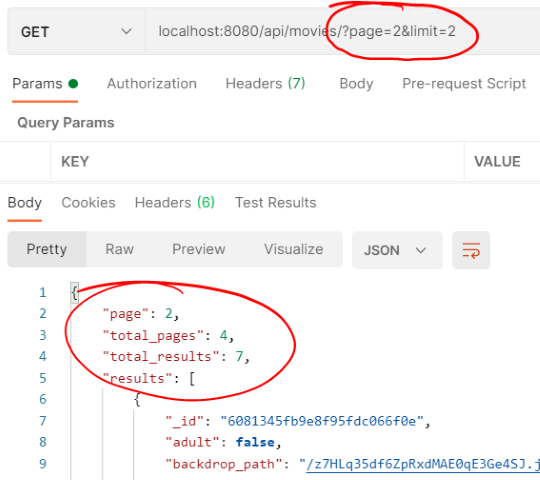 GET localhost:8080/api/movies/?page=2&limit=2
Params Authorization Headers (7) Body Pre-request Script
Query Params
KEY VALUE
Body Cookies Headers (6) Test Results
Pretty Raw Preview Visualize JSON
1 {
2 "page": 2,
3 "total_pages": 4,
4 "total_results": 7,
5 "results": [
6 {
7 "_id": "6081345fb9e8f95fdc066f0e",
8 "adult": false,
9 "backdrop_path": "/z7HLq35df6ZpRxdMAE0qE3Ge4SJ.j